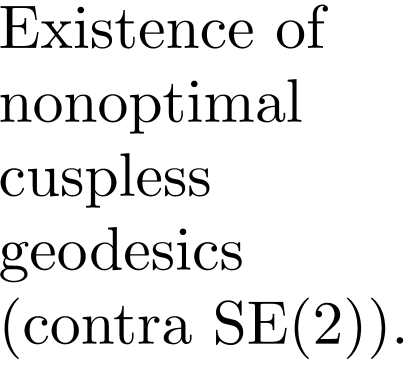 Existence of
nonoptimal
cuspless
geodesics
(contra SE(2)).